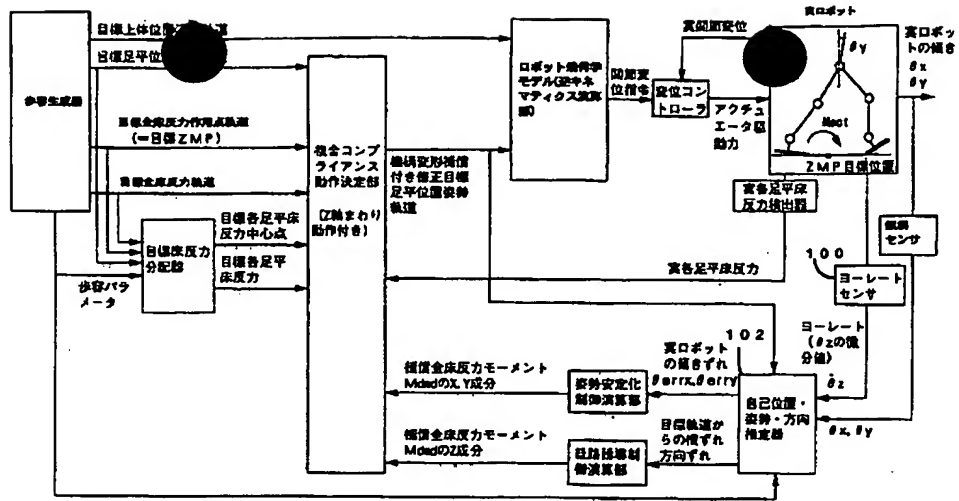 実ロボット
目標上体位置
軌道
目標足平位
歩容生成器
目標全床反力作用点軌道
(=目標ZMP)
目標全床反力軌道
目標床反力
分配器
目標各足平床
反力中心点
目標各足平
床反力
歩容パラ
メータ
複合コンプ
ライアンス
動作決定部
(Z軸まわり
動作付き)
機構変形補償
付き修正目標
足平位置姿勢
軌道
ロボット幾何学
モデル(逆キネ
マティクス演算
部)
関節変
位指令
実関節変位
変位コント
ローラ
アクチュ
エータ駆
動力
θy
Mact
ZMP目標位置
実ロボッ
トの傾き
θx
θy
実各足平床
反力検出器
実各足平床反力
傾斜
センサ
100
ヨーレート
センサ
ヨーレート
(θzの微
分値)
θ̇z
102
自己位置・
姿勢・方向
推定器
θx, θy
実ロボット
の傾きずれ
θerrx, θerry
姿勢安定化
制御演算部
補償全床反力モーメント
MdmdのX,Y成分
目標軌道か
らの横ずれ
方向ずれ
経路誘導制
御演算部
補償全床反力モーメント
MdmdのZ成分